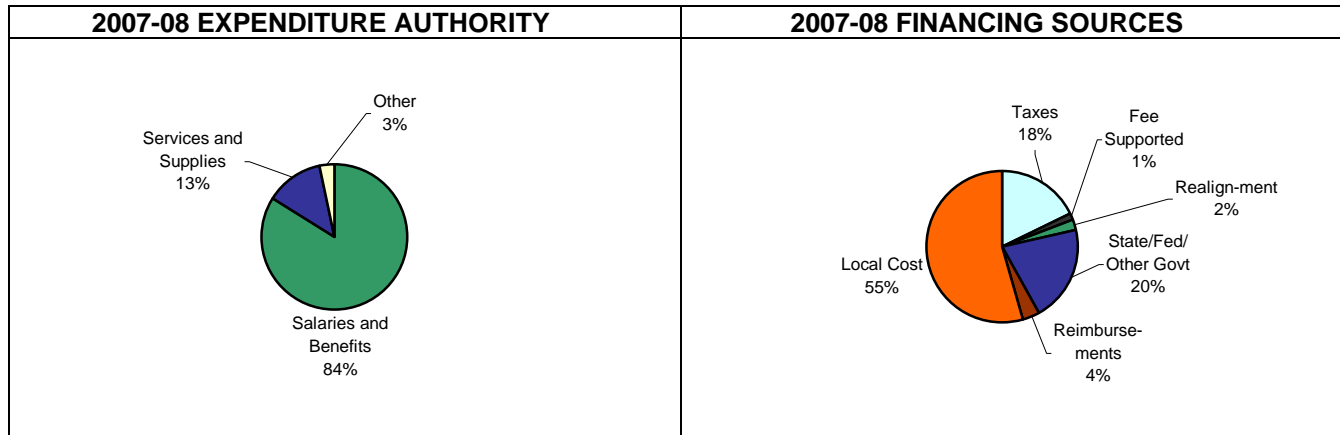 2007-08 EXPENDITURE AUTHORITY
Other
3%
Services and
Supplies
13%
Salaries and
Benefits
84%
2007-08 FINANCING SOURCES
Taxes
18%
Fee
Supported
1%
Realign-ment
2%
State/Fed/
Other Govt
20%
Local Cost
55%
Reimburse-
ments
4%